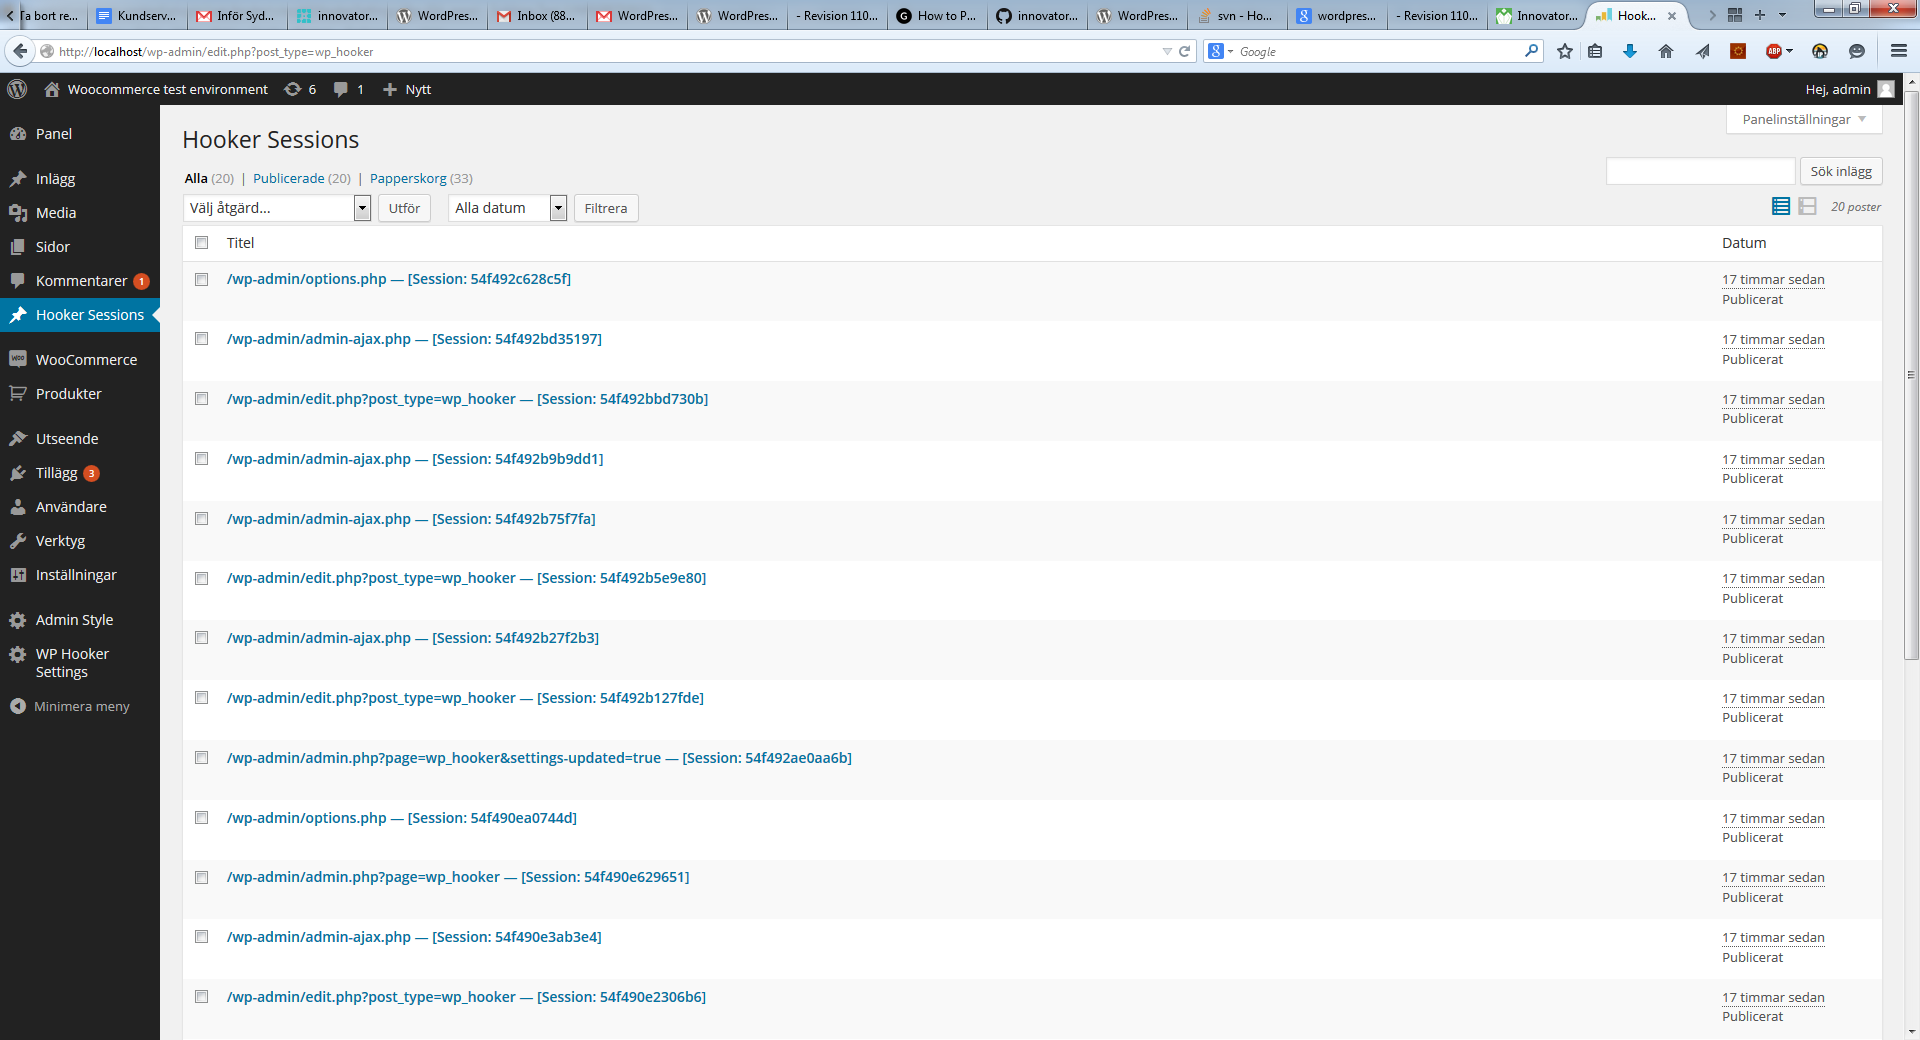 Ta bort re...
Kundserv...
Inför Syd...
innovator...
WordPres...
Inbox (88...
WordPres...
WordPres...
- Revision 110...
How to P...
innovator...
WordPres...
svn - Ho...
wordpres...
- Revision 110...
Innovator...
Hook...
http://localhost/wp-admin/edit.php?post_type=wp_hooker
Google
Woocommerce test environment
6
1
Nytt
Hej, admin
Panel
Inlägg
Media
Sidor
Kommentarer 1
Hooker Sessions
WooCommerce
Produkter
Utseende
Tillägg 3
Användare
Verktyg
Inställningar
Admin Style
WP Hooker
Settings
Minimera meny
Panelinställningar
Hooker Sessions
Alla (20) | Publicerade (20) | Papperskorg (33)
Sök inlägg
Välj åtgärd...
Utför
Alla datum
Filtrera
20 poster
Titel
Datum
/wp-admin/options.php — [Session: 54f492c628c5f]
17 timmar sedan
Publicerat
/wp-admin/admin-ajax.php — [Session: 54f492bd35197]
17 timmar sedan
Publicerat
/wp-admin/edit.php?post_type=wp_hooker — [Session: 54f492bbd730b]
17 timmar sedan
Publicerat
/wp-admin/admin-ajax.php — [Session: 54f492b9b9dd1]
17 timmar sedan
Publicerat
/wp-admin/admin-ajax.php — [Session: 54f492b75f7fa]
17 timmar sedan
Publicerat
/wp-admin/edit.php?post_type=wp_hooker — [Session: 54f492b5e9e80]
17 timmar sedan
Publicerat
/wp-admin/admin-ajax.php — [Session: 54f492b27f2b3]
17 timmar sedan
Publicerat
/wp-admin/edit.php?post_type=wp_hooker — [Session: 54f492b127fde]
17 timmar sedan
Publicerat
/wp-admin/admin.php?page=wp_hooker&settings-updated=true — [Session: 54f492ae0aa6b]
17 timmar sedan
Publicerat
/wp-admin/options.php — [Session: 54f490ea0744d]
17 timmar sedan
Publicerat
/wp-admin/admin.php?page=wp_hooker — [Session: 54f490e629651]
17 timmar sedan
Publicerat
/wp-admin/admin-ajax.php — [Session: 54f490e3ab3e4]
17 timmar sedan
Publicerat
/wp-admin/edit.php?post_type=wp_hooker — [Session: 54f490e2306b6]
17 timmar sedan
Publicerat